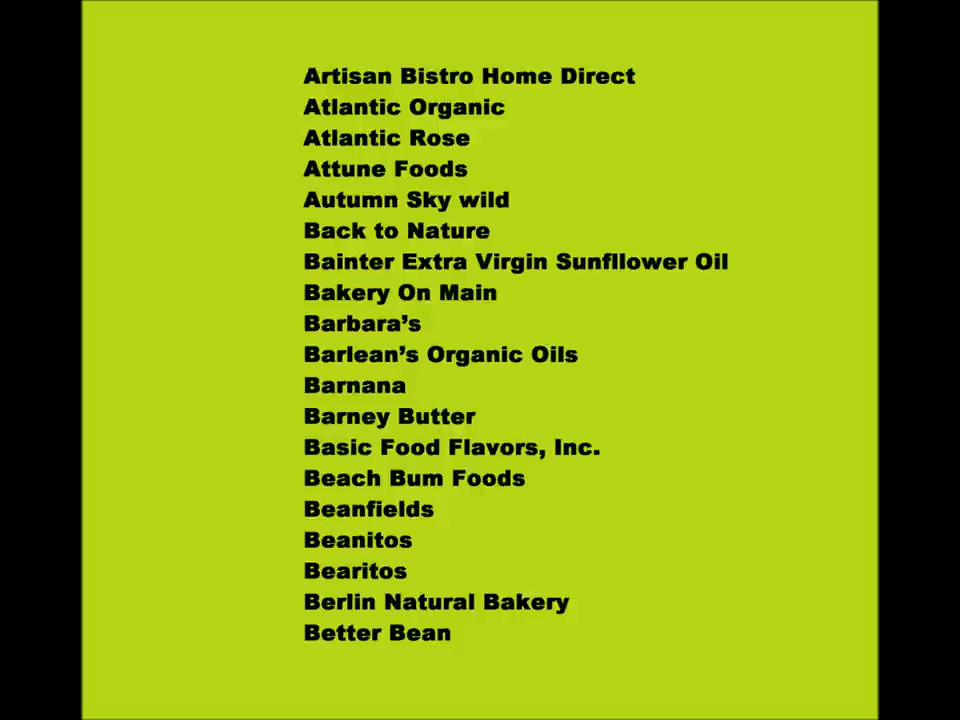 Artisan Bistro Home Direct
Atlantic Organic
Atlantic Rose
Attune Foods
Autumn Sky wild
Back to Nature
Bainter Extra Virgin Sunfllower Oil
Bakery On Main
Barbara’s
Barlean’s Organic Oils
Barnana
Barney Butter
Basic Food Flavors, Inc.
Beach Bum Foods
Beanfields
Beanitos
Bearitos
Berlin Natural Bakery
Better Bean